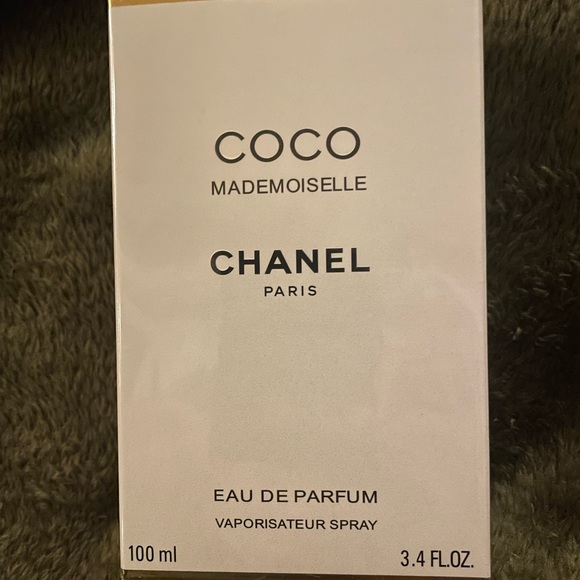 COCO
MADEMOISELLE
CHANEL
PARIS
EAU DE PARFUM
VAPORISATEUR SPRAY
100 ml 3.4 FL.OZ.